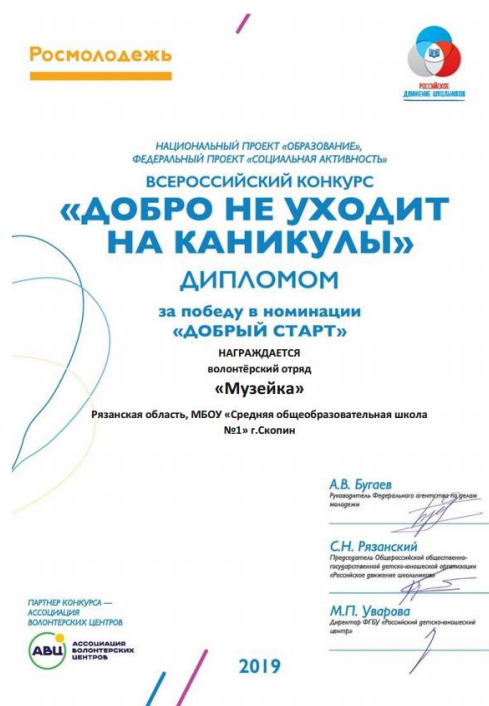 Росмолодежь
РОССИЙСКОЕ
ДВИЖЕНИЕ ШКОЛЬНИКОВ
НАЦИОНАЛЬНЫЙ ПРОЕКТ «ОБРАЗОВАНИЕ»,
ФЕДЕРАЛЬНЫЙ ПРОЕКТ «СОЦИАЛЬНАЯ АКТИВНОСТЬ»
ВСЕРОССИЙСКИЙ КОНКУРС
«ДОБРО НЕ УХОДИТ
НА КАНИКУЛЫ»
ДИПЛОМОМ
за победу в номинации
«ДОБРЫЙ СТАРТ»
НАГРАЖДАЕТСЯ
волонтёрский отряд
«Музейка»
Рязанская область, МБОУ «Средняя общеобразовательная школа
№1» г.Скопин
А.В. Бугаев
Руководитель Федерального агентства по делам
молодежи
С.Н. Рязанский
Председатель Общероссийской общественно-
государственной детско-юношеской организации
«Российское движение школьников»
М.П. Уварова
Директор ФГБУ «Российский детско-юношеский
центр»
ПАРТНЕР КОНКУРСА —
АССОЦИАЦИЯ
ВОЛОНТЕРСКИХ ЦЕНТРОВ
АВЦ
АССОЦИАЦИЯ
ВОЛОНТЕРСКИХ
ЦЕНТРОВ
2019